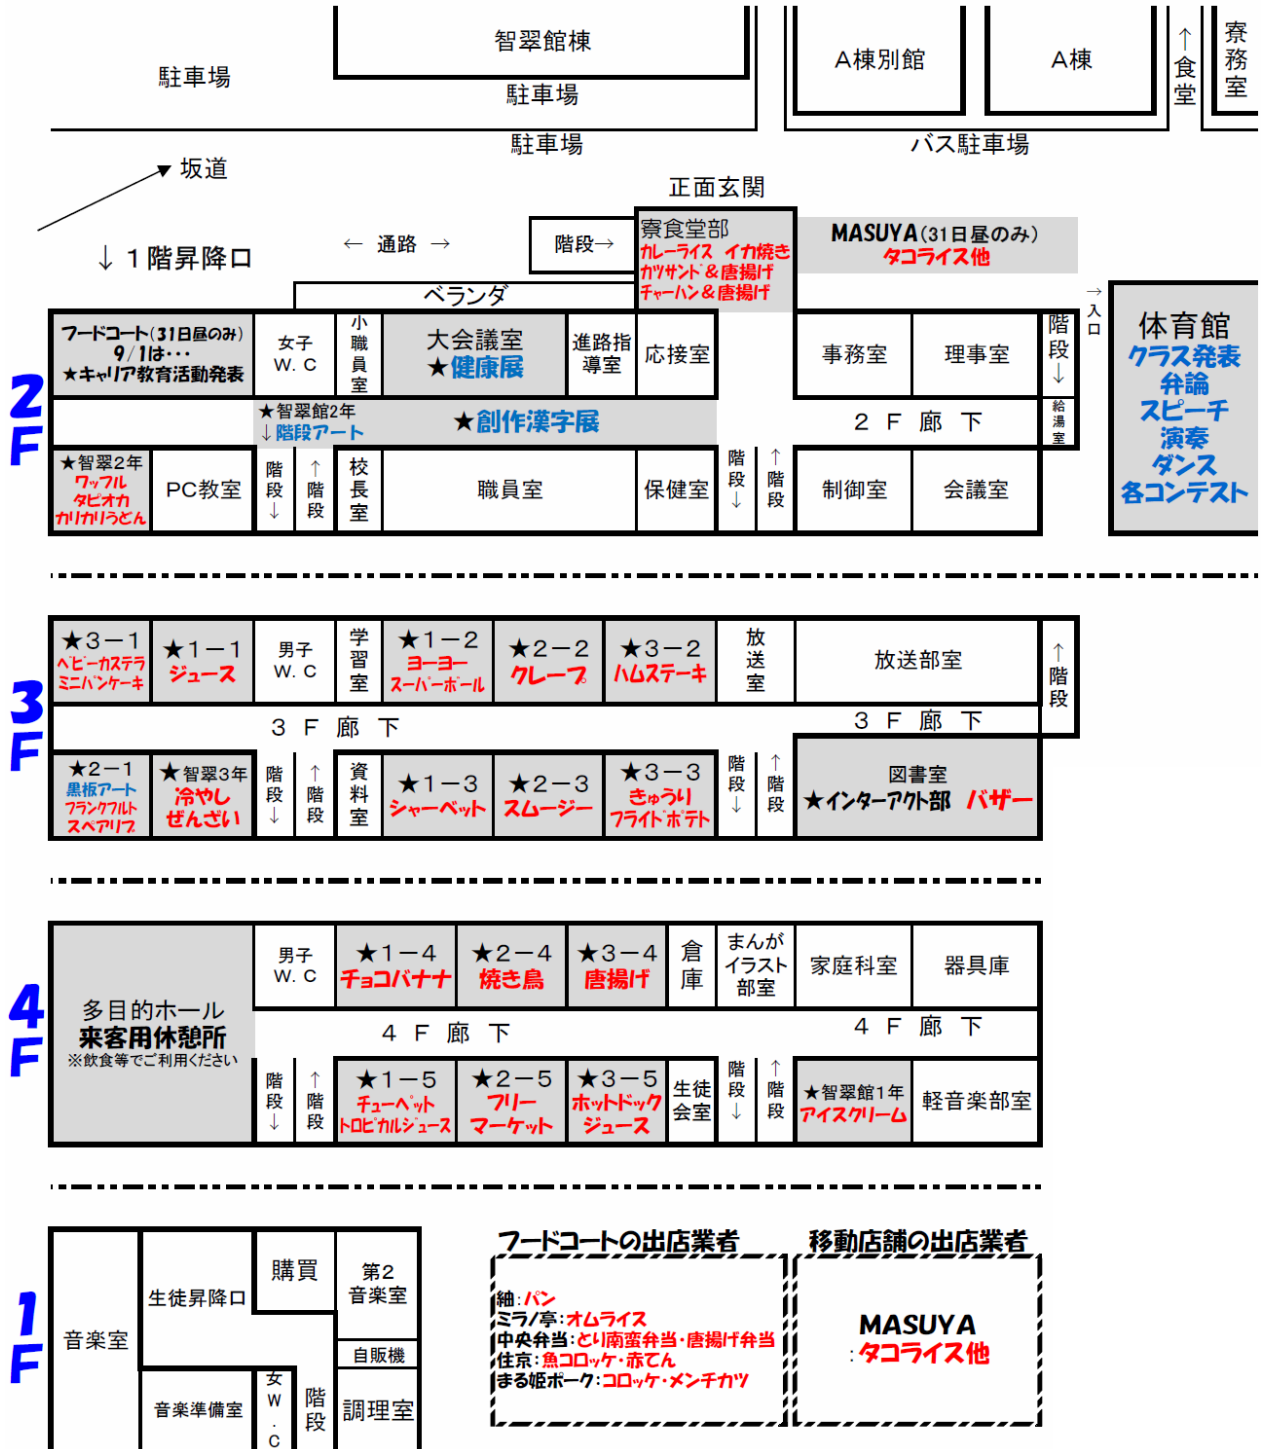 智翠館棟
A棟別館
A棟
↑食堂
寮務室
駐車場
駐車場
駐車場
バス駐車場
坂道
正面玄関
↓1階昇降口
← 通路 →
階段→
寮食堂部
カレーライス イカ焼き
カツサンド&唐揚げ
チャーハン&唐揚げ
MASUYA(31日昼のみ)
タコライス他
ベランダ
→入口
2F
フードコート(31日昼のみ)
9/1は・・・
★キャリア教育活動発表
女子
W.C
小職員室
大会議室
★健康展
進路指導室
応接室
事務室
理事室
階段↓
体育館
クラス発表
弁論
スピーチ
演奏
ダンス
各コンテスト
★智翠館2年
↓階段アート
★創作漢字展
2F廊下
給湯室
★智翠2年
ワッフル
タピオカ
カリカリうどん
PC教室
階段↓
↑階段
校長室
職員室
保健室
階段↓
↑階段
制御室
会議室
3F
★3-1
ベビーカステラ
ミニパンケーキ
★1-1
ジュース
男子
W.C
学習室
★1-2
ヨーヨー
スーパーボール
★2-2
クレープ
★3-2
ハムステーキ
放送室
放送部室
↑階段
3F廊下
3F廊下
★2-1
黒板アート
フランクフルト
スペアリブ
★智翠3年
冷やし
ぜんざい
階段↓
↑階段
資料室
★1-3
シャーベット
★2-3
スムージー
★3-3
きゅうり
フライドポテト
階段↓
↑階段
図書室
★インターアクト部 バザー
4F
多目的ホール
来客用休憩所
※飲食等でご利用ください
男子
W.C
★1-4
チョコバナナ
★2-4
焼き鳥
★3-4
唐揚げ
倉庫
まんが
イラスト
部室
家庭科室
器具庫
4F廊下
4F廊下
階段↓
↑階段
★1-5
チューペット
トロピカルジュース
★2-5
フリー
マーケット
★3-5
ホットドック
ジュース
生徒会室
階段↓
↑階段
★智翠館1年
アイスクリーム
軽音楽部室
1F
音楽室
生徒昇降口
購買
第2
音楽室
自販機
音楽準備室
女W.C
階段
調理室
フードコートの出店業者
紬:パン
ミラノ亭:オムライス
中央弁当:とり南蛮弁当・唐揚げ弁当
住京:魚コロッケ・赤てん
まる姫ポーク:コロッケ・メンチカツ
移動店舗の出店業者
MASUYA
:タコライス他